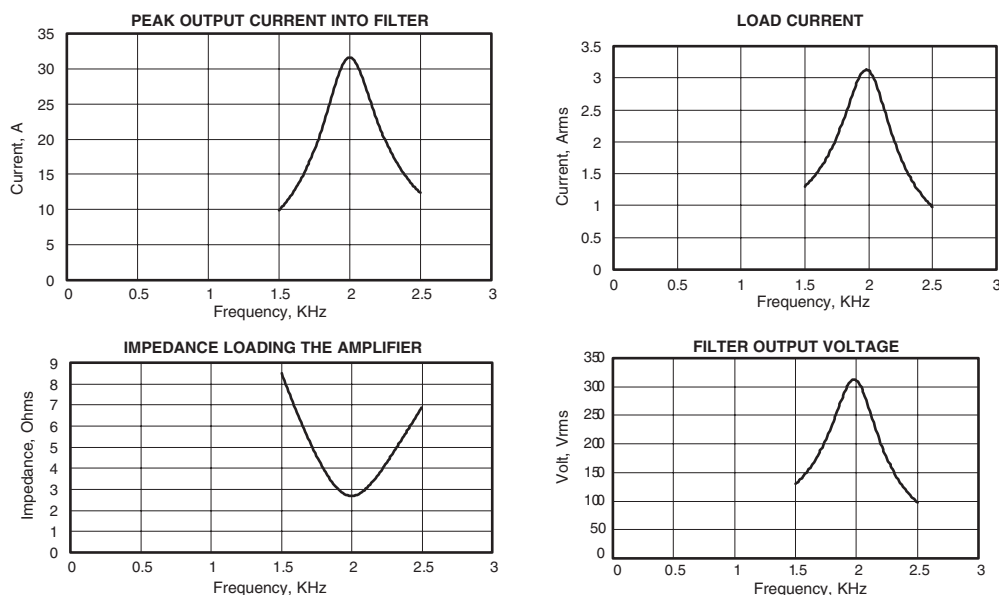 PEAK OUTPUT CURRENT INTO FILTER
35
30
25
20
15
10
5
0
Current, A
0 0.5 1 1.5 2 2.5 3
Frequency, KHz
LOAD CURRENT
3.5
3
2.5
2
1.5
1
0.5
0
Current, Arms
0 0.5 1 1.5 2 2.5 3
Frequency, KHz
IMPEDANCE LOADING THE AMPLIFIER
9
8
7
6
5
4
3
2
1
0
Impedance, Ohms
0 0.5 1 1.5 2 2.5 3
Frequency, KHz
FILTER OUTPUT VOLTAGE
350
300
250
200
150
100
50
0
Volt, Vrms
0 0.5 1 1.5 2 2.5 3
Frequency, KHz